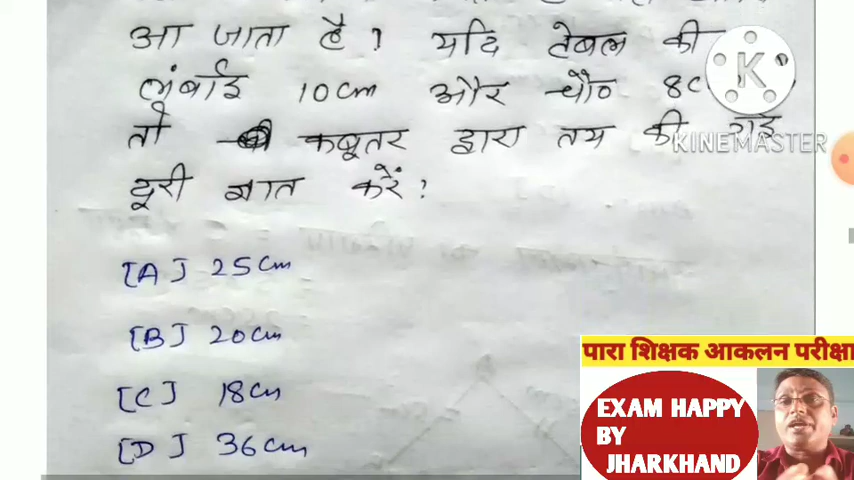 आ जाता है? यदि टेबल की
लंबाई 10cm और चौ० 8c
तो कबूतर द्वारा तय की गई
दूरी ज्ञात करें?
[A] 25cm
[B] 20cm
[C] 18cm
[D] 36cm
K
KINEMASTER
पारा शिक्षक आकलन परीक्षा
EXAM HAPPY
BY
JHARKHAND